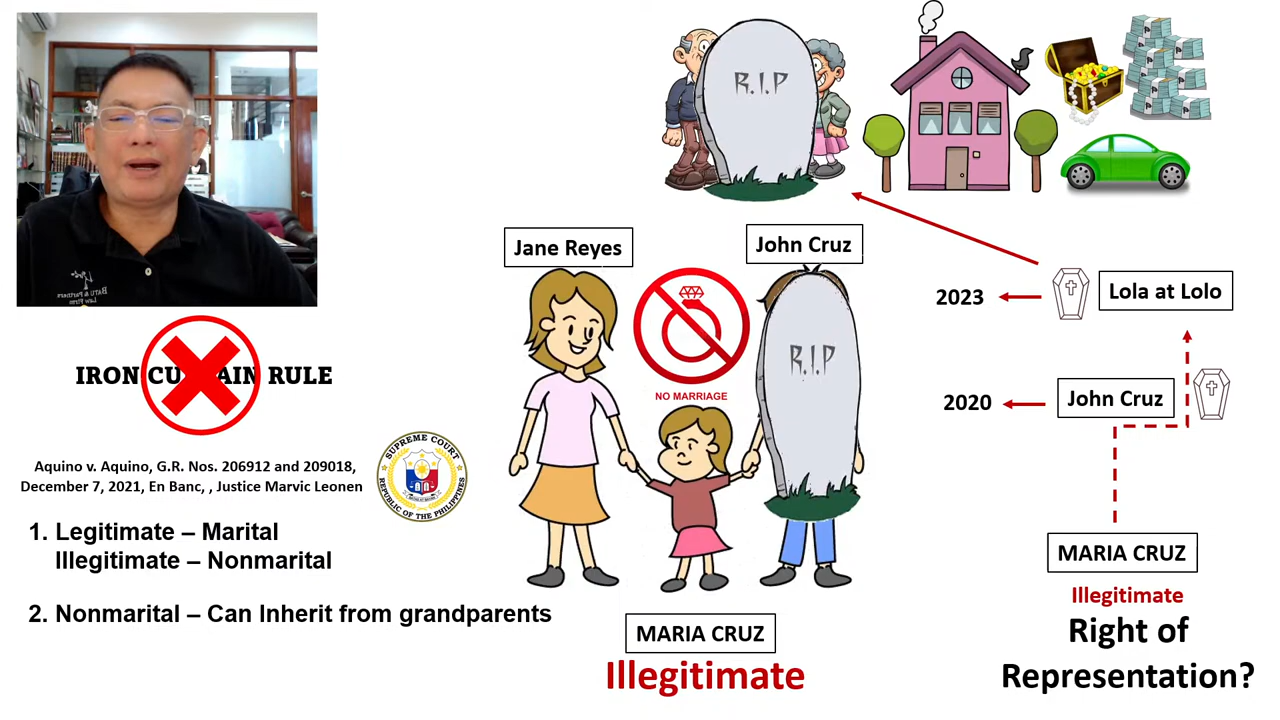 R.I.P
Jane Reyes
John Cruz
R.I.P
NO MARRIAGE
MARIA CRUZ
Illegitimate
2023
Lola at Lolo
2020
John Cruz
MARIA CRUZ
Illegitimate
Right of
Representation?
IRON CU AIN RULE
Aquino v. Aquino, G.R. Nos. 206912 and 209018,
December 7, 2021, En Banc, , Justice Marvic Leonen
SUPREME COURT
REPUBLIC OF THE PHILIPPINES
1. Legitimate – Marital
Illegitimate – Nonmarital
2. Nonmarital – Can Inherit from grandparents